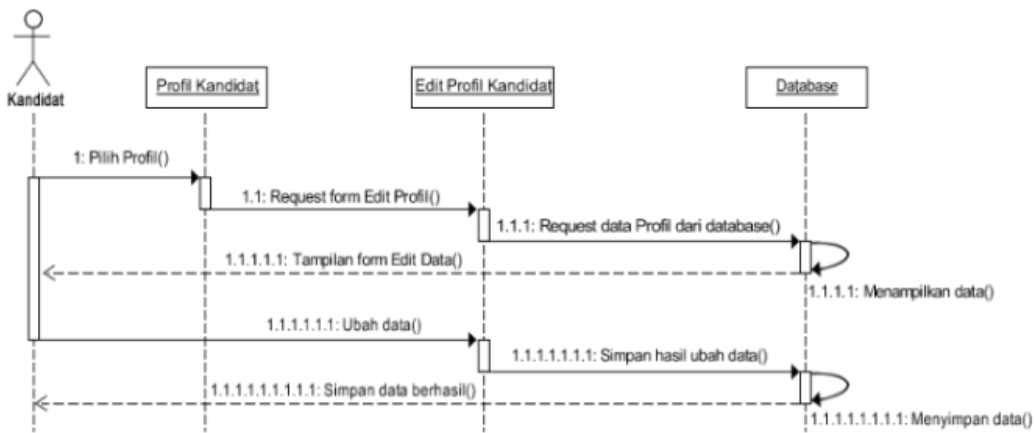 Kandidat
Profil Kandidat
Edit Profil Kandidat
Database
1: Pilih Profil()
1.1: Request form Edit Profil()
1.1.1: Request data Profil dari database()
1.1.1.1.1: Tampilan form Edit Data()
1.1.1.1: Menampilkan data()
1.1.1.1.1.1: Ubah data()
1.1.1.1.1.1.1: Simpan hasil ubah data()
1.1.1.1.1.1.1.1.1: Simpan data berhasil()
1.1.1.1.1.1.1.1: Menyimpan data()